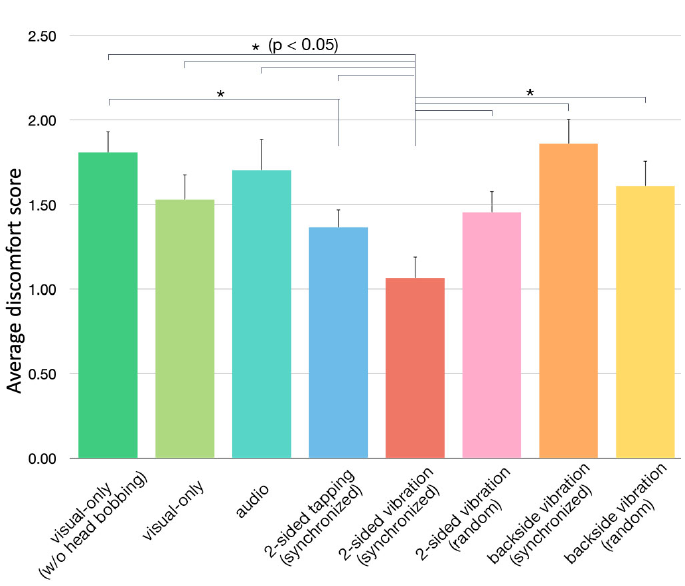 2.50
* (p < 0.05)
*
*
2.00
1.50
1.00
0.50
0.00
Average discomfort score
visual-only
(w/o head bobbing)
visual-only
audio
2-sided tapping
(synchronized)
2-sided vibration
(synchronized)
2-sided vibration
(random)
backside vibration
(synchronized)
backside vibration
(random)